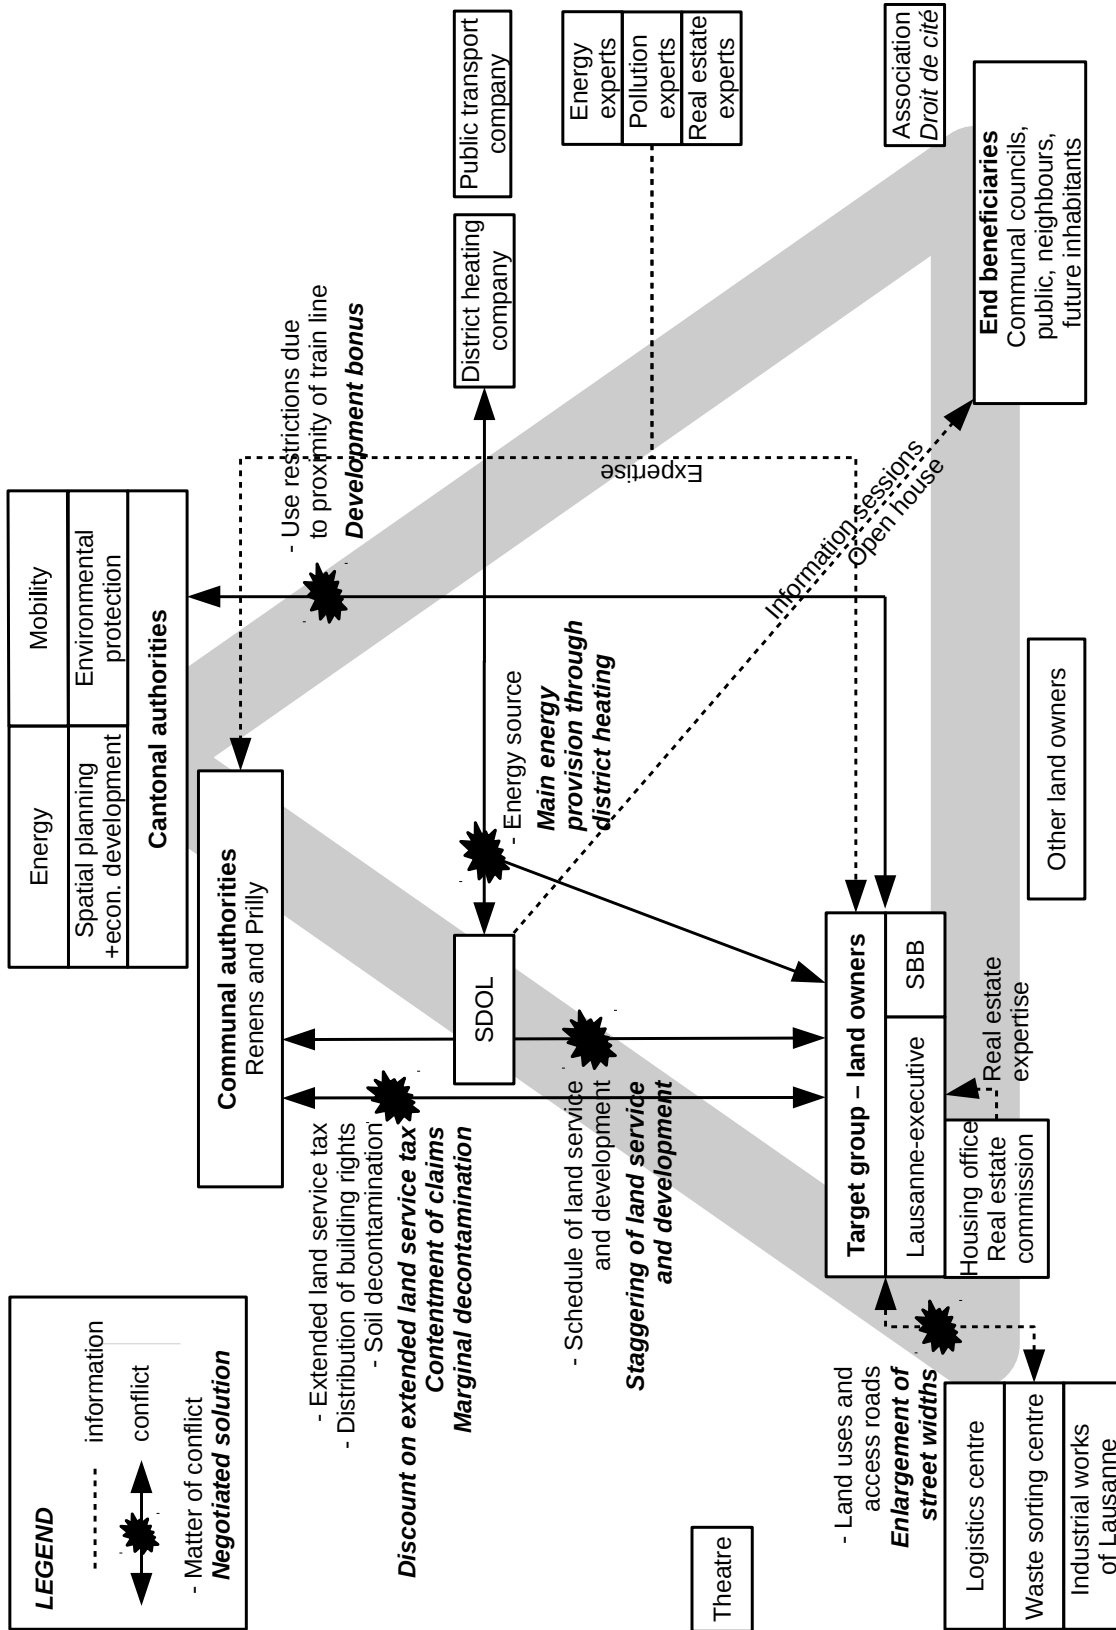 LEGEND
information
conflict
- Matter of conflict
Negotiated solution
Energy
Mobility
Spatial planning
+econ. development
Environmental
protection
Cantonal authorities
Communal authorities
Renens and Prilly
- Use restrictions due
to proximity of train line
Development bonus
- Extended land service tax
- Distribution of building rights
- Soil decontamination
Discount on extended land service tax
Contentment of claims
Marginal decontamination
SDOL
- Energy source
Main energy
provision through
district heating
District heating
company
Public transport
company
Energy
experts
Pollution
experts
Real estate
experts
Expertise
- Schedule of land service
and development
Staggering of land service
and development
Information sessions
Open house
Theatre
- Land uses and
access roads
Enlargement of
street widths
Target group – land owners
Lausanne-executive
SBB
Housing office
Real estate
commission
Real estate
expertise
Association
Droit de cité
End beneficiaries
Communal councils,
public, neighbours,
future inhabitants
Logistics centre
Waste sorting centre
Industrial works
of Lausanne
Other land owners